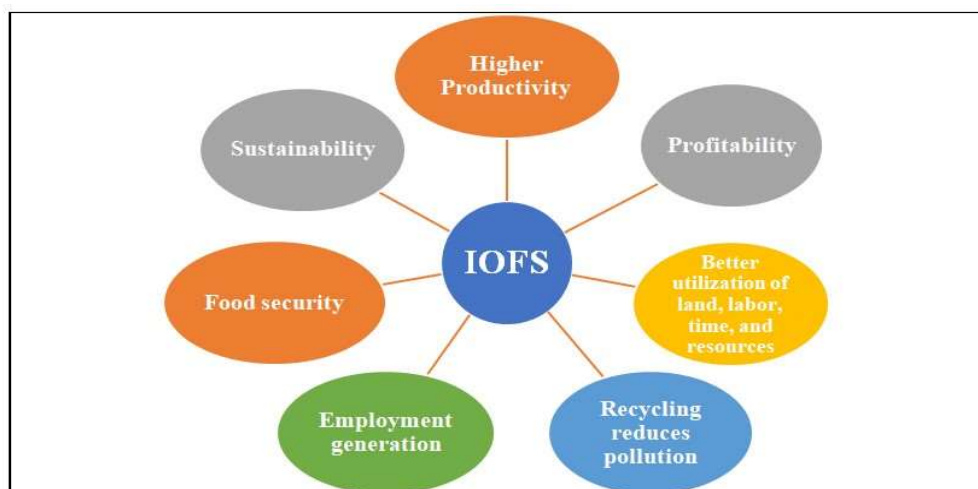 Higher
Productivity
Sustainability
Profitability
IOFS
Food security
Better
utilization of
land, labor,
time, and
resources
Employment
generation
Recycling
reduces
pollution